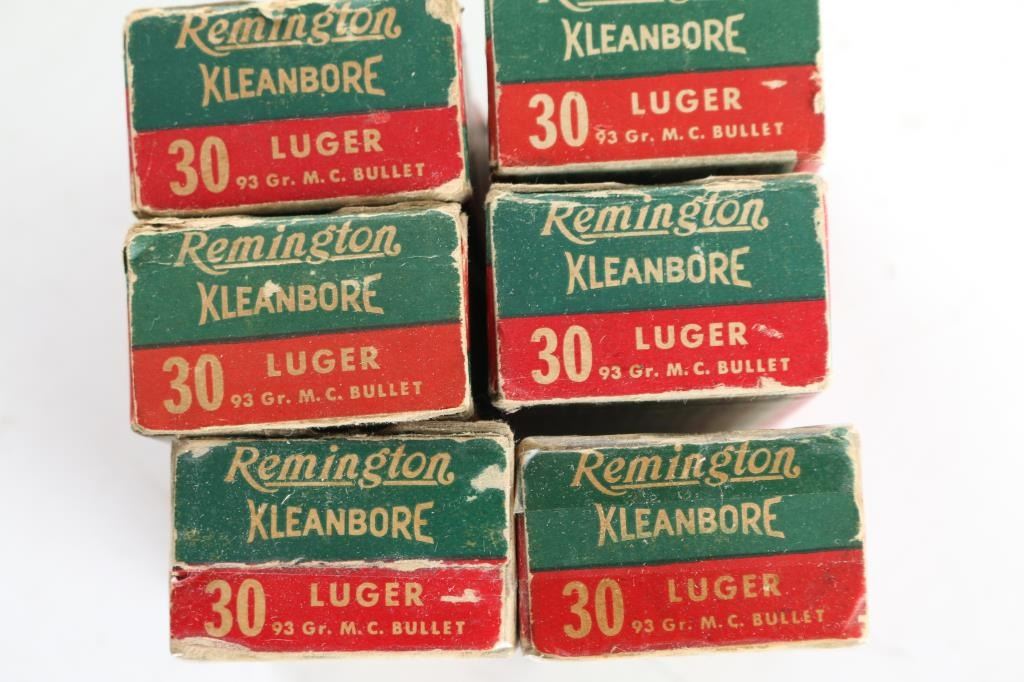 Remington
KLEANBORE
30 LUGER
93 Gr. M. C. BULLET
Remington
KLEANBORE
30 LUGER
93 Gr. M. C. BULLET
Remington
KLEANBORE
30 LUGER
93 Gr. M. C. BULLET
Remington
KLEANBORE
30 LUGER
93 Gr. M. C. BULLET
Remington
KLEANBORE
30 LUGER
93 Gr. M. C. BULLET
Remington
KLEANBORE
30 LUGER
93 Gr. M. C. BULLET